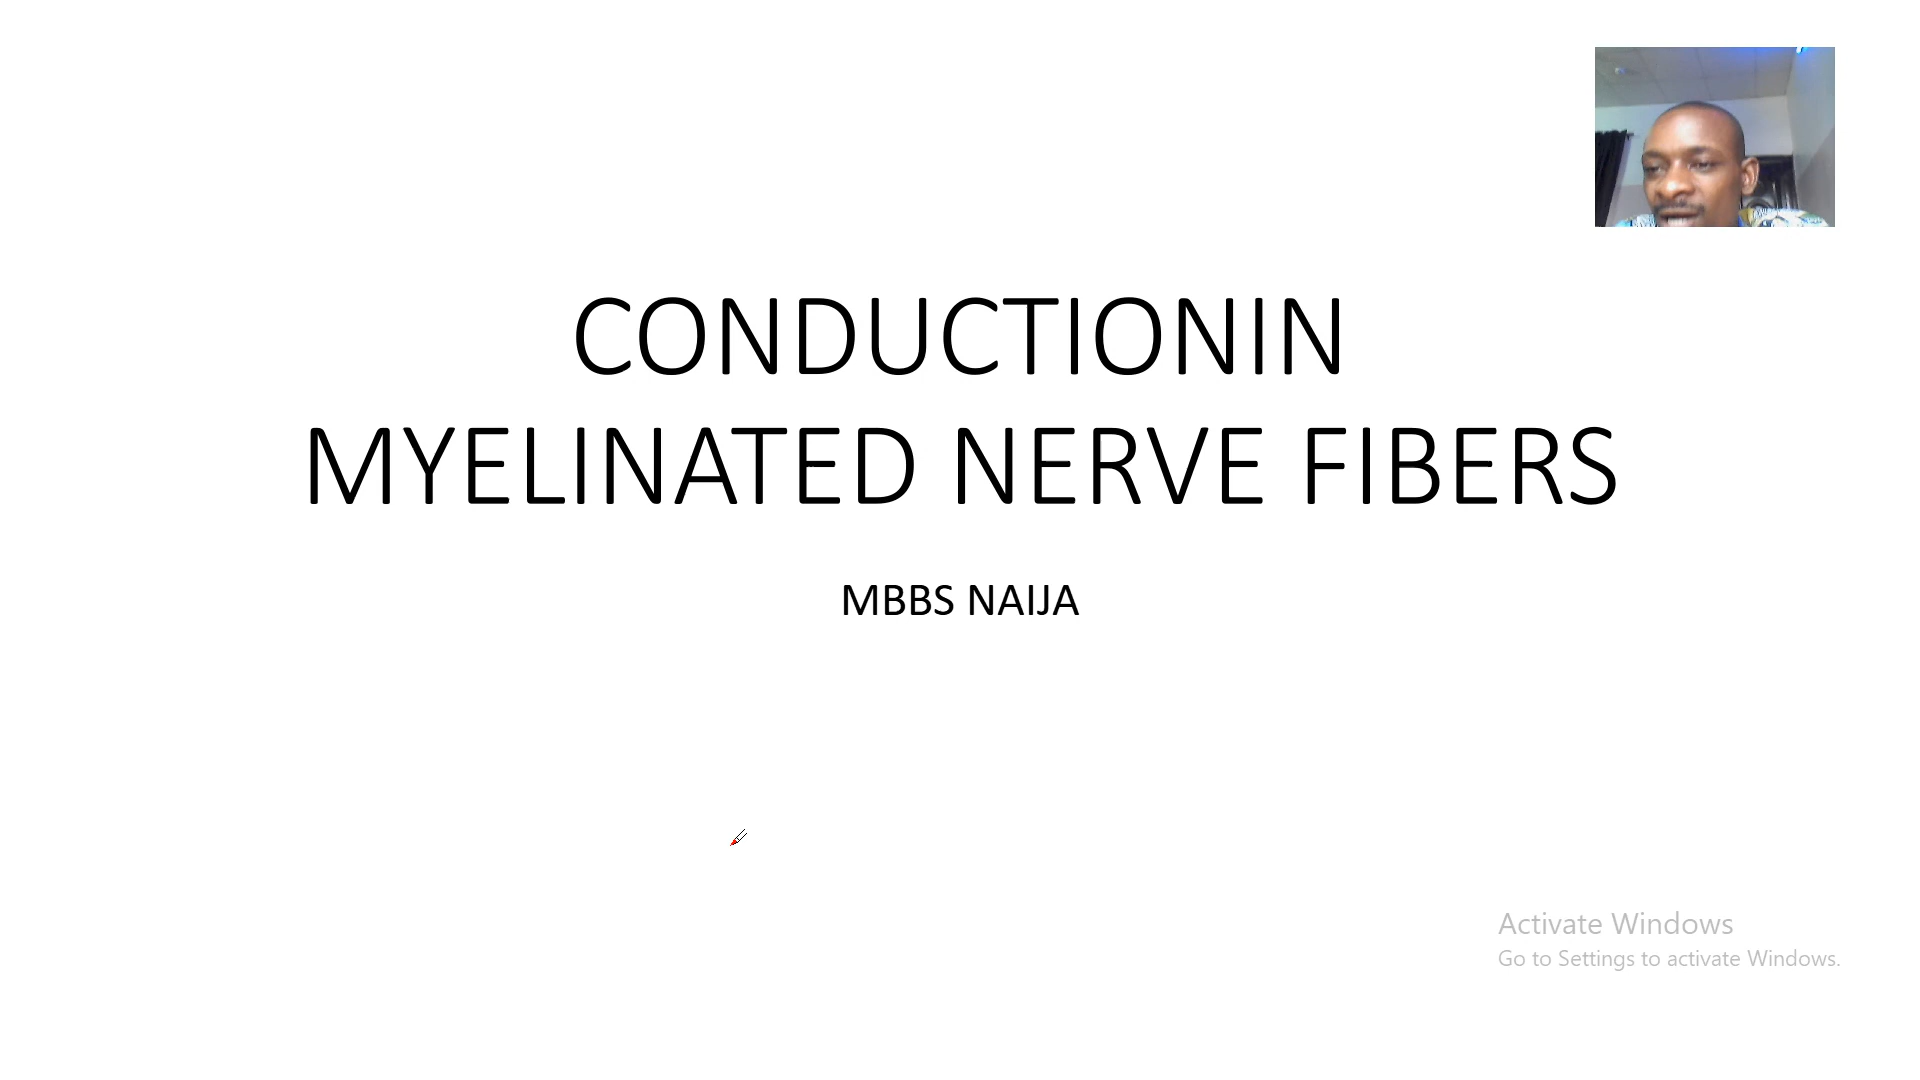 CONDUCTIONIN
MYELINATED NERVE FIBERS
MBBS NAIJA
Activate Windows
Go to Settings to activate Windows.